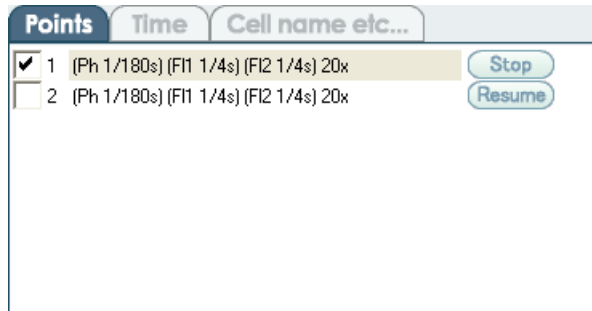 Points Time Cell name etc...
1 (Ph 1/180s) (Fl1 1/4s) (Fl2 1/4s) 20x Stop
2 (Ph 1/180s) (Fl1 1/4s) (Fl2 1/4s) 20x Resume